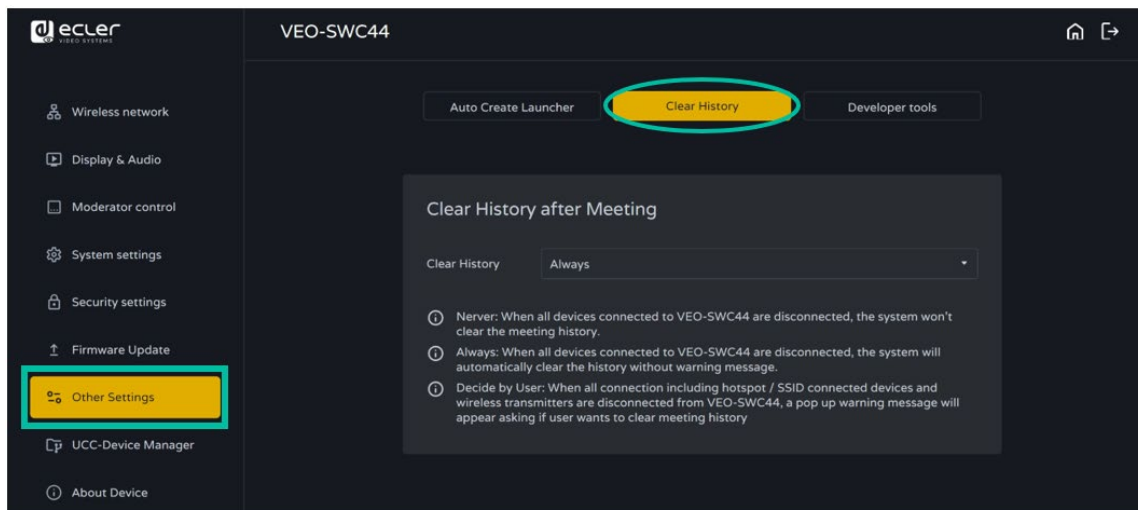 ecler
VIDEO SYSTEMS
VEO-SWC44
Wireless network
Display & Audio
Moderator control
System settings
Security settings
Firmware Update
Other Settings
UCC-Device Manager
About Device
Auto Create Launcher
Clear History
Developer tools
Clear History after Meeting
Clear History
Always
Nerver: When all devices connected to VEO-SWC44 are disconnected, the system won't
clear the meeting history.
Always: When all devices connected to VEO-SWC44 are disconnected, the system will
automatically clear the history without warning message.
Decide by User: When all connection including hotspot / SSID connected devices and
wireless transmitters are disconnected from VEO-SWC44, a pop up warning message will
appear asking if user wants to clear meeting history